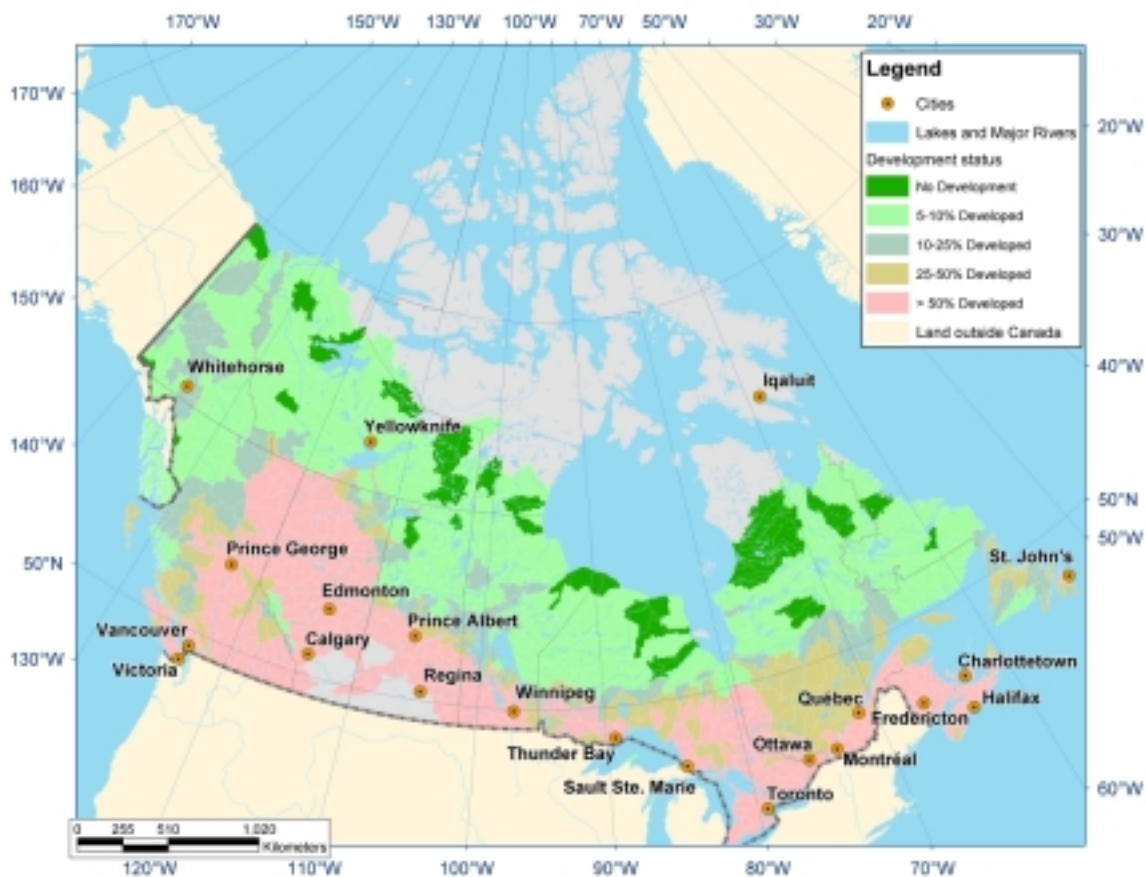 170°W 150°W 130°W 100°W 70°W 50°W 30°W 20°W
170°W
160°W
150°W
140°W
50°N
130°W
20°W
30°W
40°W
50°N
50°W
60°W
Legend
Cities
Lakes and Major Rivers
Development status
No Development
5-10% Developed
10-25% Developed
25-50% Developed
> 50% Developed
Land outside Canada
Whitehorse
Iqaluit
Yellowknife
Prince George
St. John's
Edmonton
Prince Albert
Vancouver
Calgary
Victoria
Charlottetown
Regina
Winnipeg
Québec
Halifax
Fredericton
Ottawa
Thunder Bay
Montréal
Sault Ste. Marie
Toronto
0 255 510 1,020
Kilometers
120°W 110°W 100°W 90°W 80°W 70°W